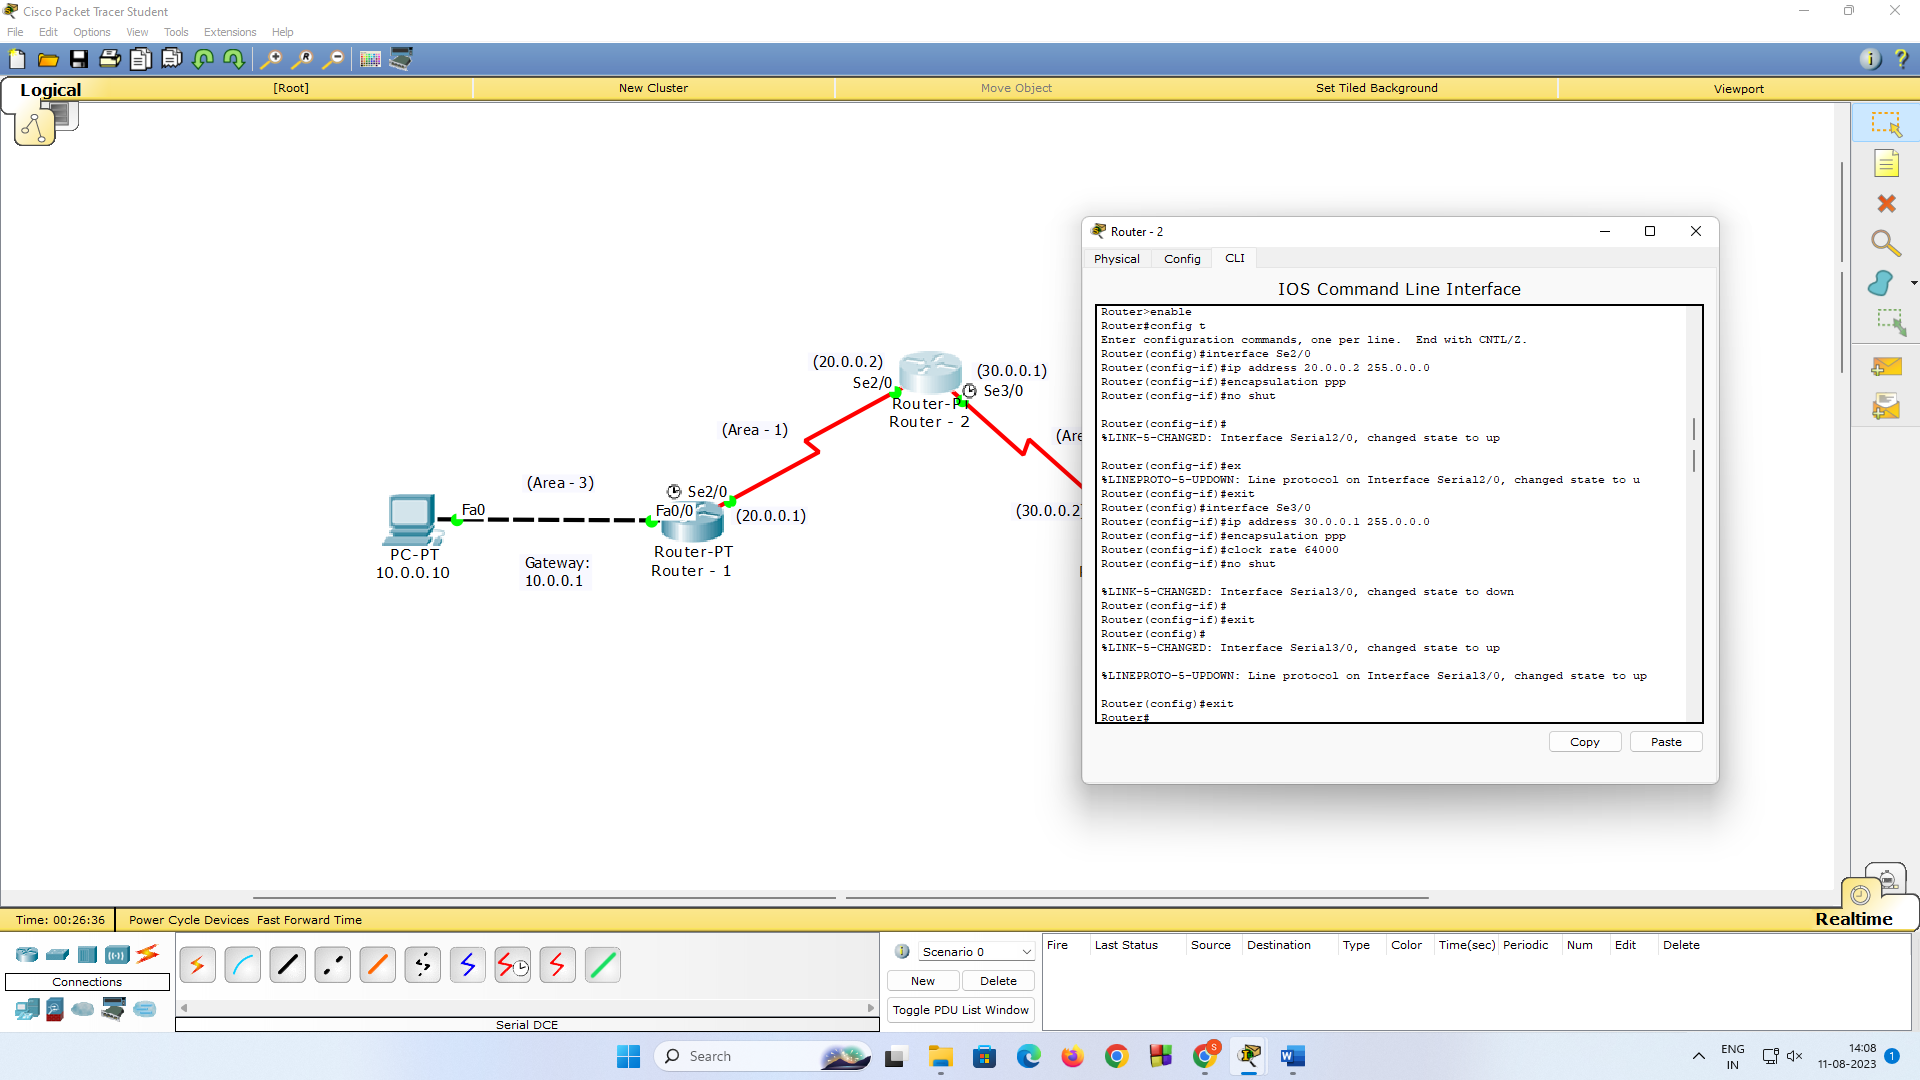 Cisco Packet Tracer Student
File Edit Options View Tools Extensions Help
Logical
[Root]
New Cluster
Move Object
Set Tiled Background
Viewport
(20.0.0.2)
Se2/0
(30.0.0.1)
Se3/0
Router-PT
Router - 2
(Area - 1)
(Are
(Area - 3)
Se2/0
Fa0/0
(20.0.0.1)
(30.0.0.2)
Fa0
PC-PT
10.0.0.10
Gateway:
10.0.0.1
Router-PT
Router - 1
Router - 2
Physical Config CLI
IOS Command Line Interface
Router>enable
Router#config t
Enter configuration commands, one per line. End with CNTL/Z.
Router(config)#interface Se2/0
Router(config-if)#ip address 20.0.0.2 255.0.0.0
Router(config-if)#encapsulation ppp
Router(config-if)#no shut
Router(config-if)#
%LINK-5-CHANGED: Interface Serial2/0, changed state to up
Router(config-if)#ex
%LINEPROTO-5-UPDOWN: Line protocol on Interface Serial2/0, changed state to u
Router(config-if)#exit
Router(config)#interface Se3/0
Router(config-if)#ip address 30.0.0.1 255.0.0.0
Router(config-if)#encapsulation ppp
Router(config-if)#clock rate 64000
Router(config-if)#no shut
%LINK-5-CHANGED: Interface Serial3/0, changed state to down
Router(config-if)#
Router(config-if)#exit
Router(config)#
%LINK-5-CHANGED: Interface Serial3/0, changed state to up
%LINEPROTO-5-UPDOWN: Line protocol on Interface Serial3/0, changed state to up
Router(config)#exit
Router#
Copy Paste
Time: 00:26:36 Power Cycle Devices Fast Forward Time
Realtime
Connections
Serial DCE
Scenario 0
New Delete
Toggle PDU List Window
Fire Last Status Source Destination Type Color Time(sec) Periodic Num Edit Delete
Search
ENG
IN
14:08
11-08-2023
1